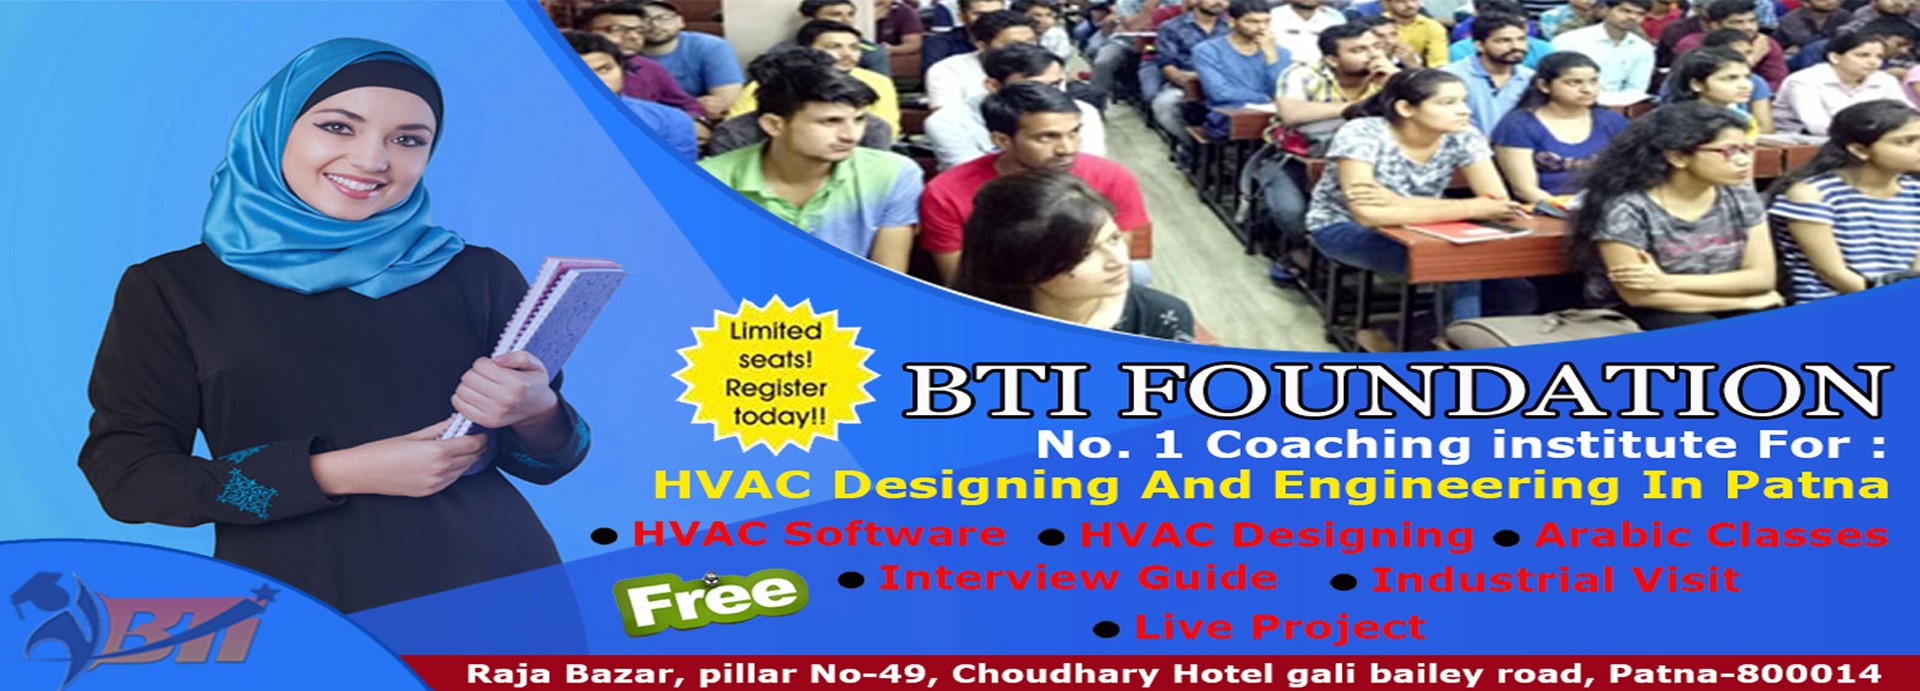 Limited
seats!
Register
today!!
BTI FOUNDATION
No. 1 Coaching institute For :
HVAC Designing And Engineering In Patna
• HVAC Software • HVAC Designing • Arabic Classes
Free
• Interview Guide • Industrial Visit
• Live Project
BTI
Raja Bazar, pillar No-49, Choudhary Hotel gali bailey road, Patna-800014